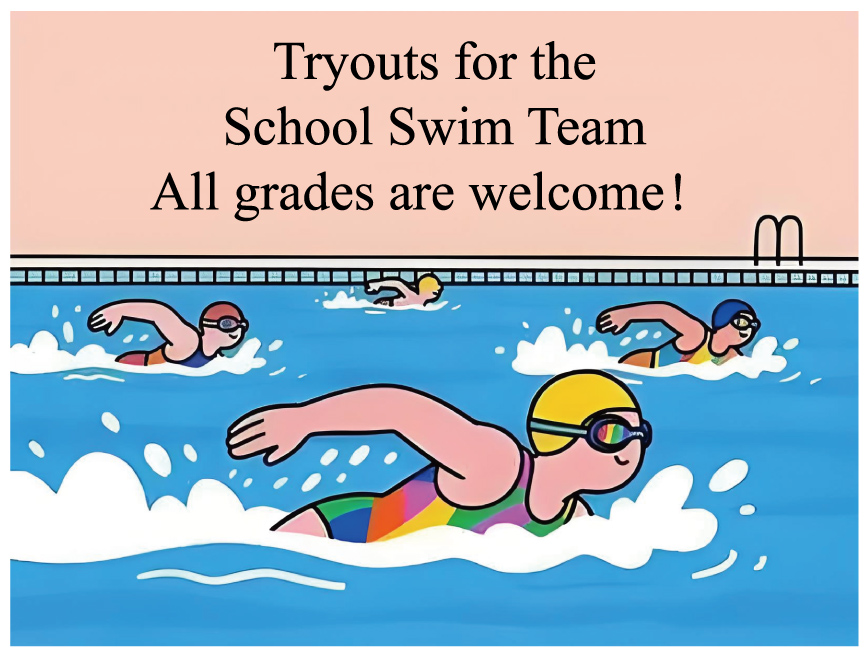 Tryouts for the
School Swim Team
All grades are welcome!